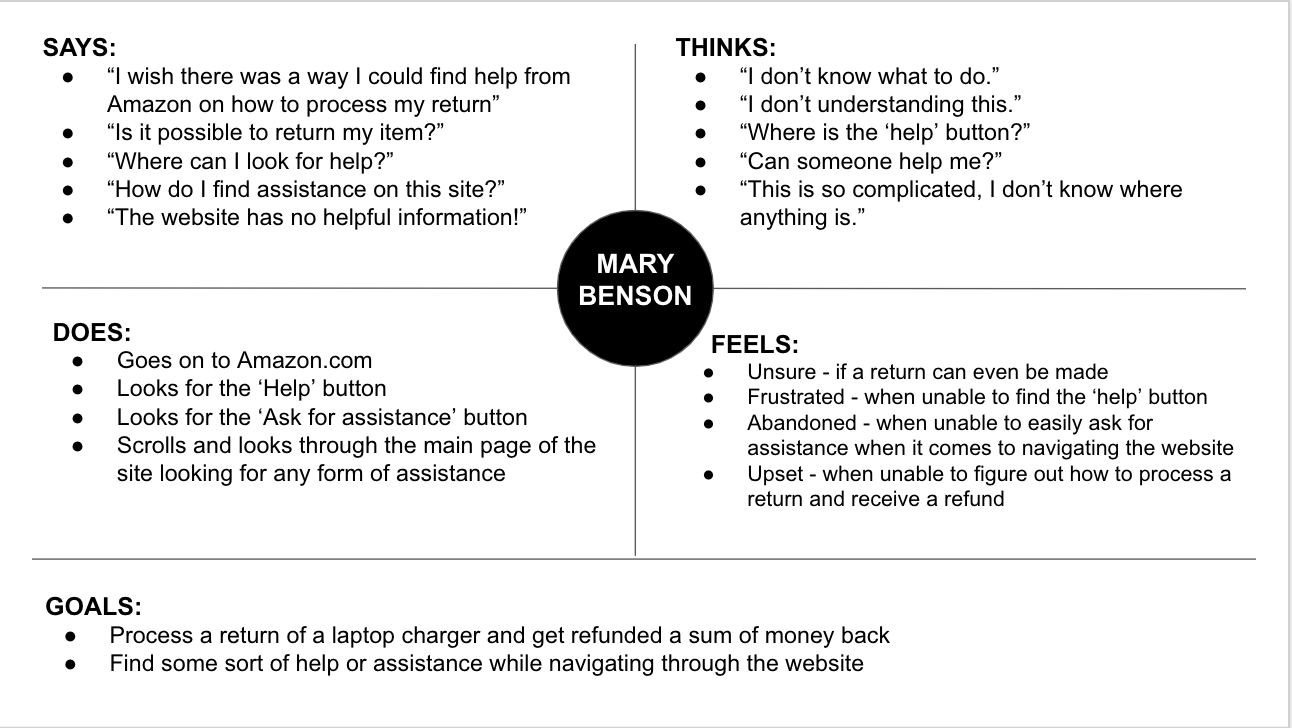 SAYS:
● “I wish there was a way I could find help from
Amazon on how to process my return”
● “Is it possible to return my item?”
● “Where can I look for help?”
● “How do I find assistance on this site?”
● “The website has no helpful information!”
THINKS:
● “I don’t know what to do.”
● “I don’t understanding this.”
● “Where is the ‘help’ button?”
● “Can someone help me?”
● “This is so complicated, I don’t know where
anything is.”
MARY
BENSON
DOES:
● Goes on to Amazon.com
● Looks for the ‘Help’ button
● Looks for the ‘Ask for assistance’ button
● Scrolls and looks through the main page of the
site looking for any form of assistance
FEELS:
● Unsure - if a return can even be made
● Frustrated - when unable to find the ‘help’ button
● Abandoned - when unable to easily ask for
assistance when it comes to navigating the website
● Upset - when unable to figure out how to process a
return and receive a refund
GOALS:
● Process a return of a laptop charger and get refunded a sum of money back
● Find some sort of help or assistance while navigating through the website